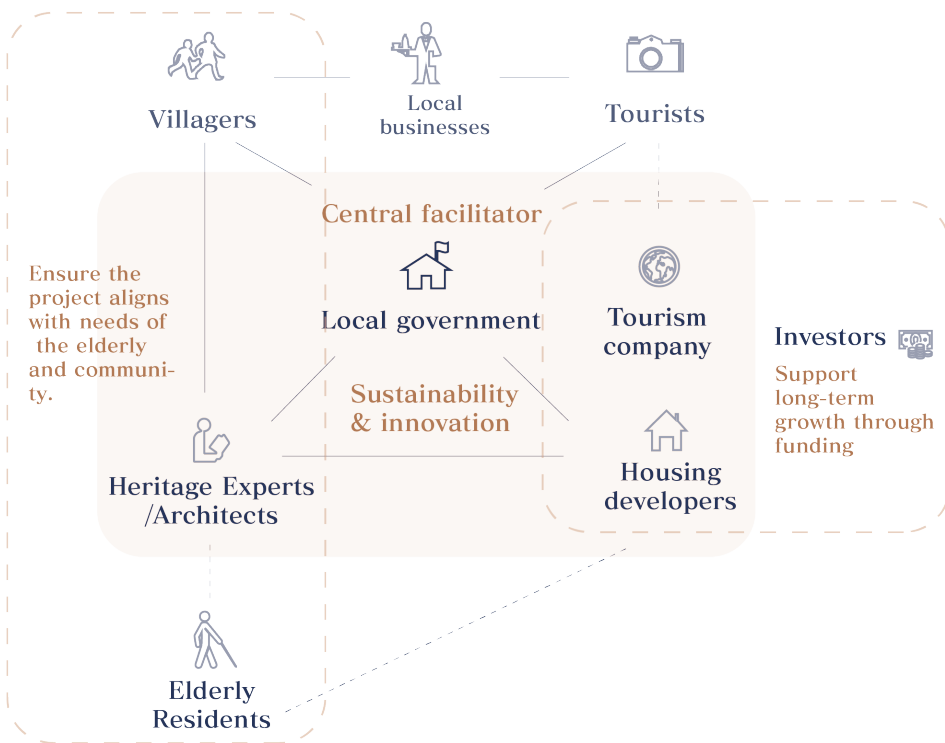 Villagers
Local
businesses
Tourists
Central facilitator
Local government
Ensure the
project aligns
with needs of
the elderly
and communi-
ty.
Tourism
company
Investors
Support
long-term
growth through
funding
Sustainability
& innovation
Heritage Experts
/Architects
Housing
developers
Elderly
Residents